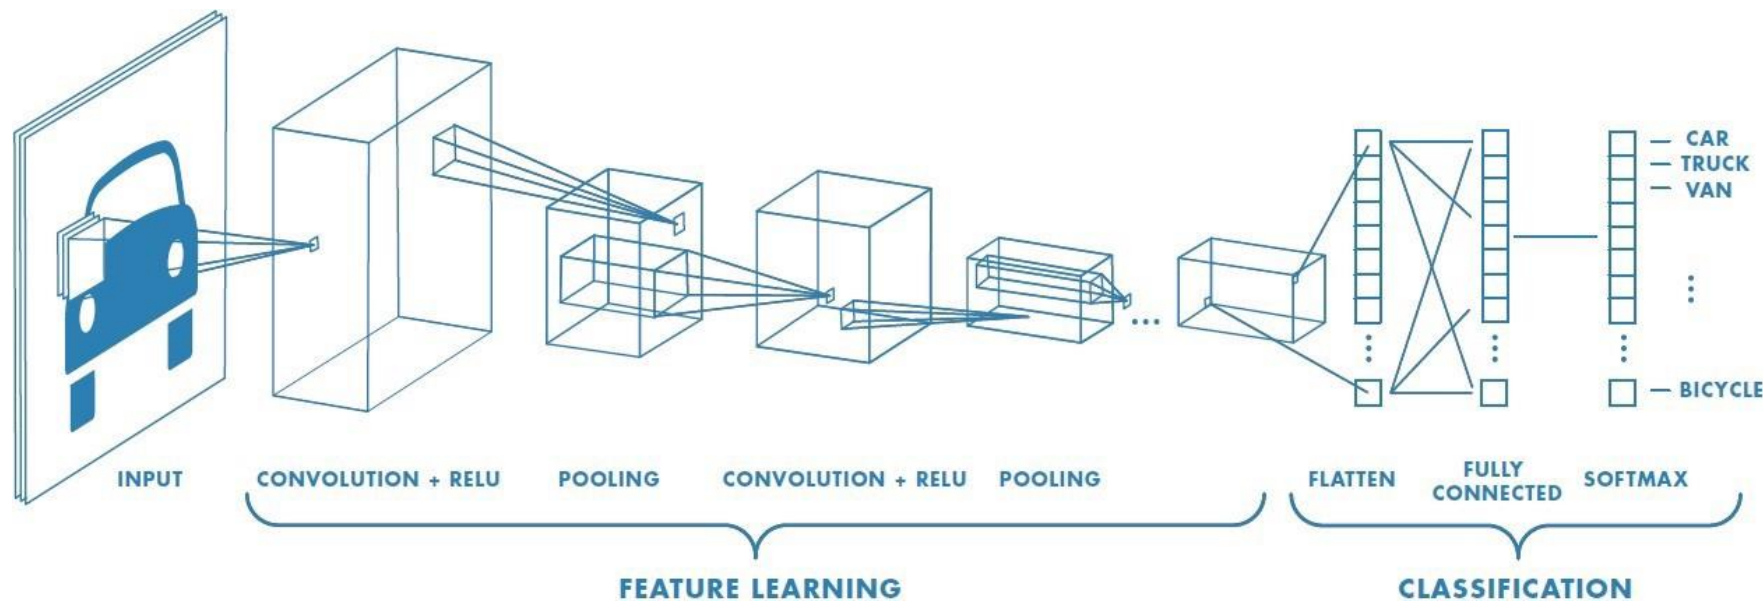 CAR
TRUCK
VAN
BICYCLE
INPUT
CONVOLUTION + RELU
POOLING
CONVOLUTION + RELU
POOLING
FLATTEN
FULLY
CONNECTED
SOFTMAX
FEATURE LEARNING
CLASSIFICATION